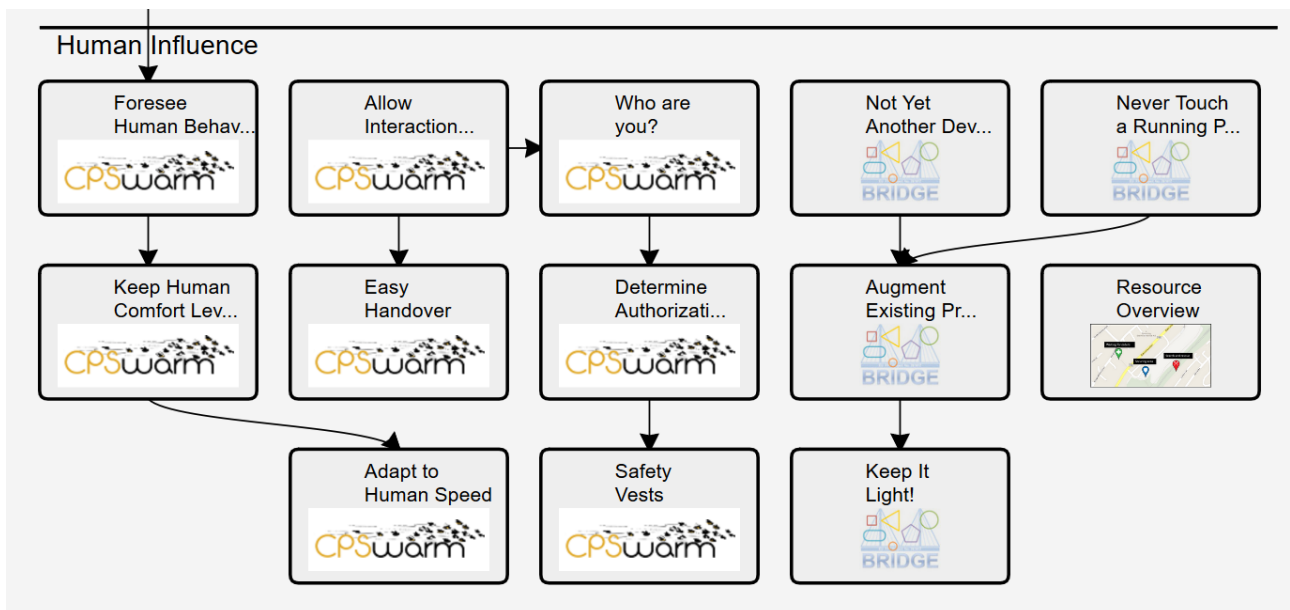 Human Influence
Foresee
Human Behav...
CPSwarm
Allow
Interaction...
CPSwarm
Who are
you?
CPSwarm
Not Yet
Another Dev...
BRIDGE
Never Touch
a Running P...
BRIDGE
Keep Human
Comfort Lev...
CPSwarm
Easy
Handover
CPSwarm
Determine
Authorizati...
CPSwarm
Augment
Existing Pr...
BRIDGE
Resource
Overview
Adapt to
Human Speed
CPSwarm
Safety
Vests
CPSwarm
Keep It
Light!
BRIDGE